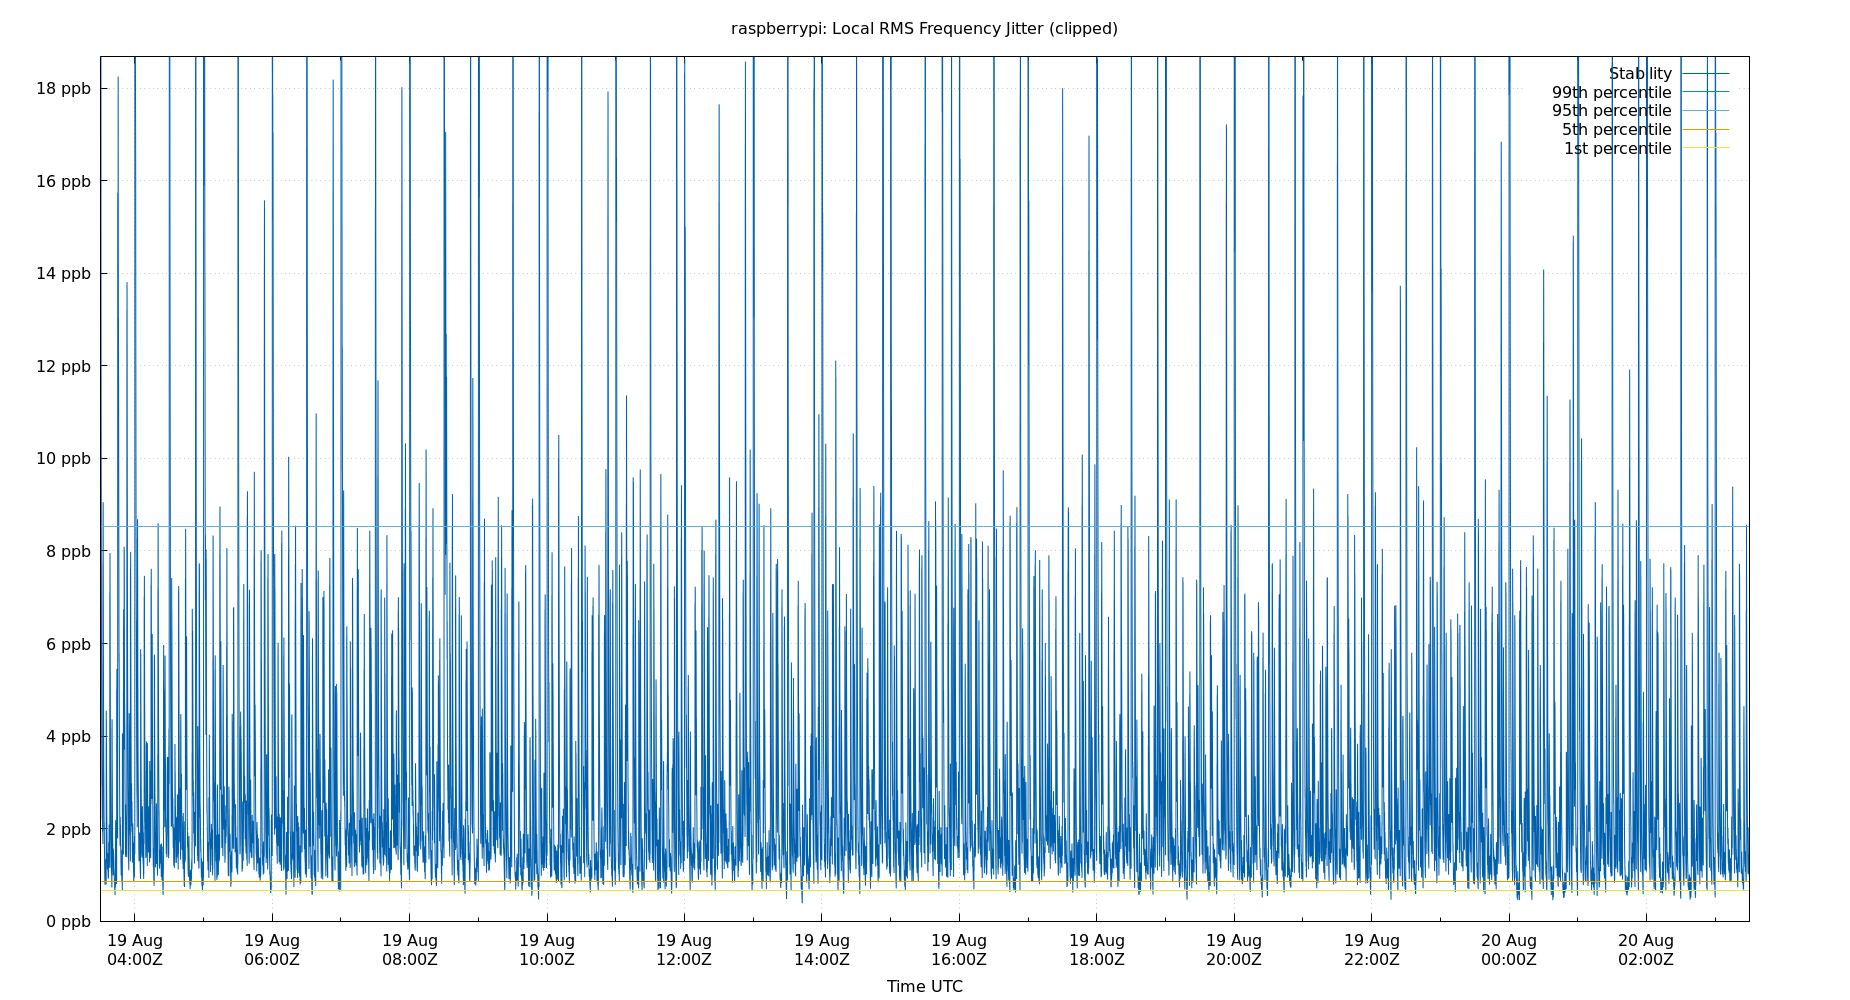 raspberrypi: Local RMS Frequency Jitter (clipped)
18 ppb
16 ppb
14 ppb
12 ppb
10 ppb
8 ppb
6 ppb
4 ppb
2 ppb
0 ppb
Stability
99th percentile
95th percentile
5th percentile
1st percentile
19 Aug 19 Aug 19 Aug 19 Aug 19 Aug 19 Aug 19 Aug 19 Aug 19 Aug 19 Aug 20 Aug 20 Aug
04:00Z 06:00Z 08:00Z 10:00Z 12:00Z 14:00Z 16:00Z 18:00Z 20:00Z 22:00Z 00:00Z 02:00Z
Time UTC